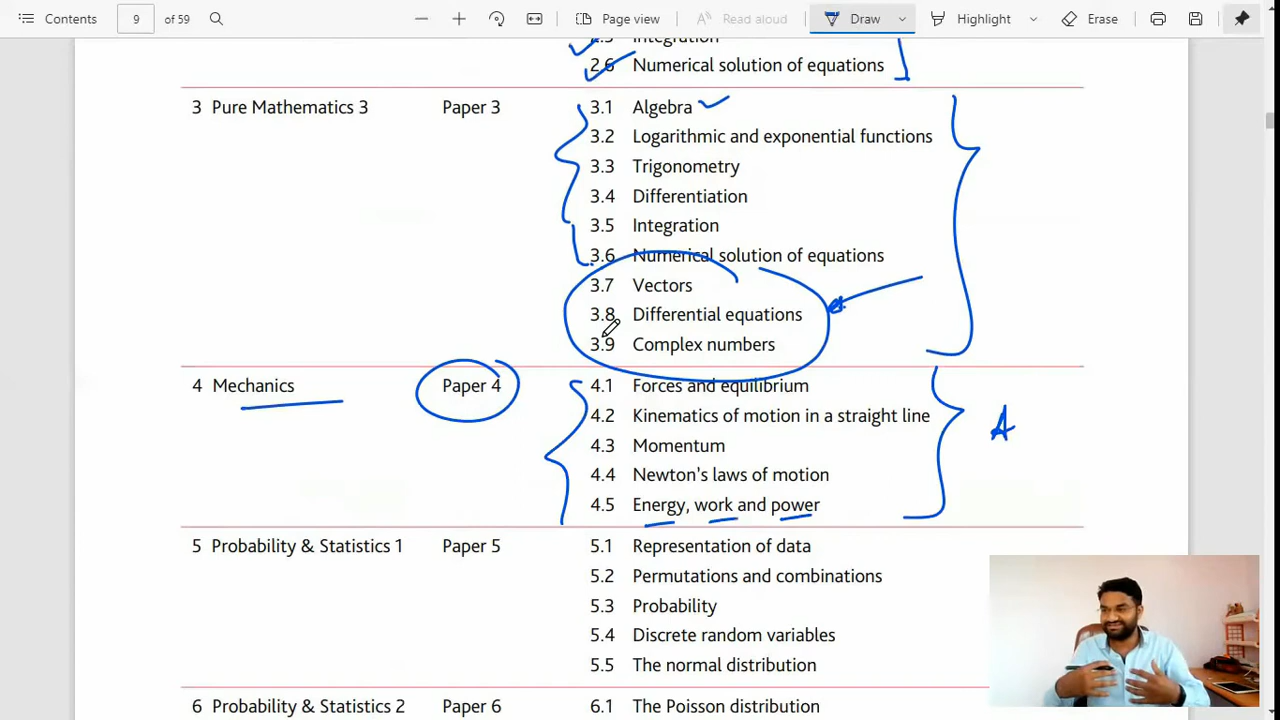 Contents 9 of 59 Page view Read aloud Draw Highlight Erase
Integration
2.6 Numerical solution of equations
3 Pure Mathematics 3 Paper 3 3.1 Algebra
3.2 Logarithmic and exponential functions
3.3 Trigonometry
3.4 Differentiation
3.5 Integration
3.6 Numerical solution of equations
3.7 Vectors
3.8 Differential equations
3.9 Complex numbers
4 Mechanics Paper 4 4.1 Forces and equilibrium
4.2 Kinematics of motion in a straight line
4.3 Momentum
4.4 Newton's laws of motion
4.5 Energy, work and power
5 Probability & Statistics 1 Paper 5 5.1 Representation of data
5.2 Permutations and combinations
5.3 Probability
5.4 Discrete random variables
5.5 The normal distribution
6 Probability & Statistics 2 Paper 6 6.1 The Poisson distribution